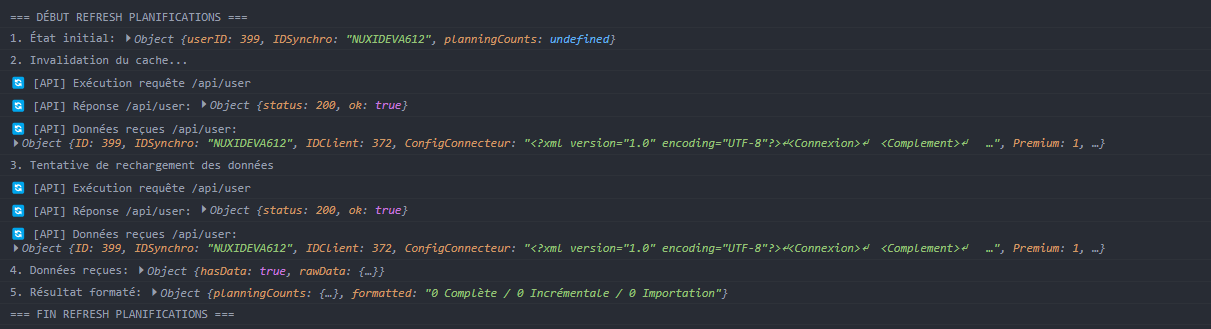 === DÉBUT REFRESH PLANIFICATIONS ===
1. État initial: Object {userID: 399, IDSynchro: "NUXIDEVA612", planningCounts: undefined}
2. Invalidation du cache...
[API] Exécution requête /api/user
[API] Réponse /api/user: Object {status: 200, ok: true}
[API] Données reçues /api/user:
Object {ID: 399, IDSynchro: "NUXIDEVA612", IDClient: 372, ConfigConnecteur: "<?xml version="1.0" encoding="UTF-8"?>↵<Connexion>↵ <Complement>↵ …", Premium: 1, …}
3. Tentative de rechargement des données
[API] Exécution requête /api/user
[API] Réponse /api/user: Object {status: 200, ok: true}
[API] Données reçues /api/user:
Object {ID: 399, IDSynchro: "NUXIDEVA612", IDClient: 372, ConfigConnecteur: "<?xml version="1.0" encoding="UTF-8"?>↵<Connexion>↵ <Complement>↵ …", Premium: 1, …}
4. Données reçues: Object {hasData: true, rawData: {…}}
5. Résultat formaté: Object {planningCounts: {…}, formatted: "0 Complète / 0 Incrémentale / 0 Importation"}
=== FIN REFRESH PLANIFICATIONS ===